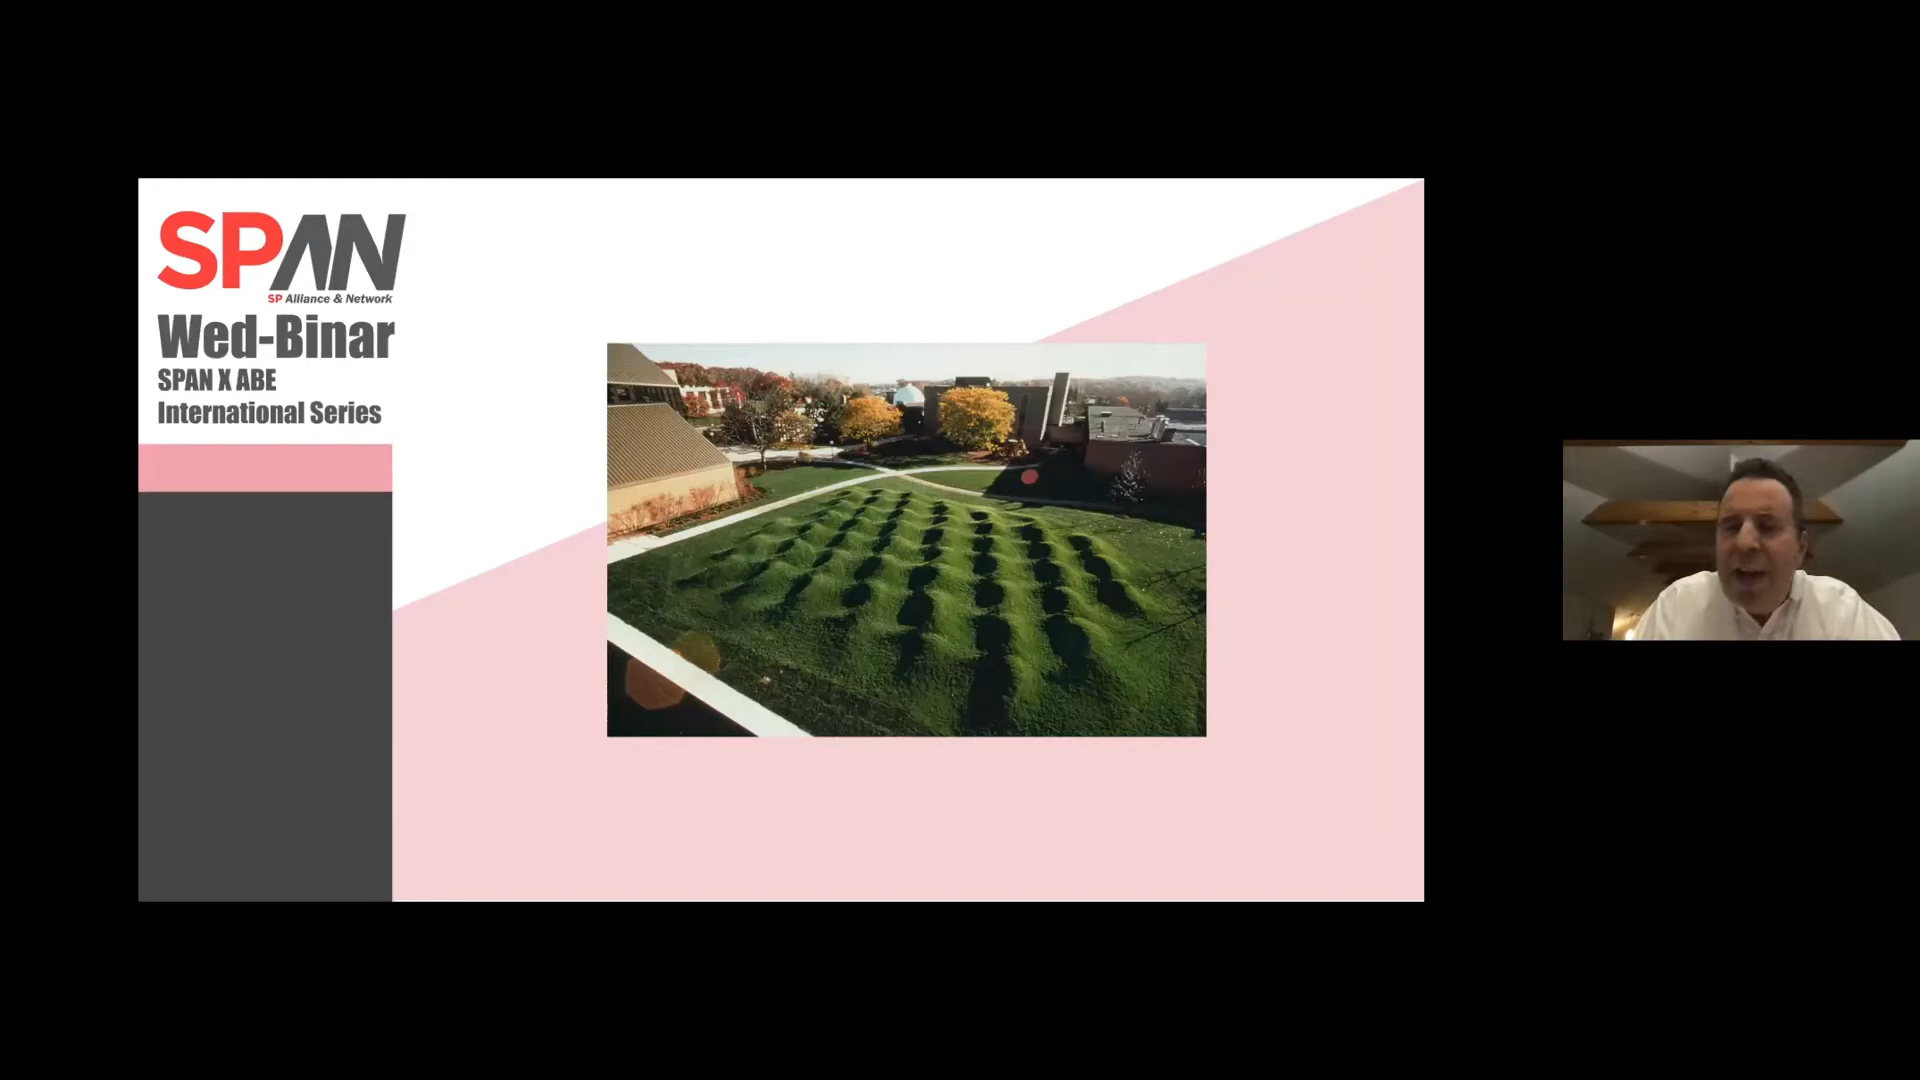 SPAN
SP Alliance & Network
Wed-Binar
SPAN X ABE
International Series